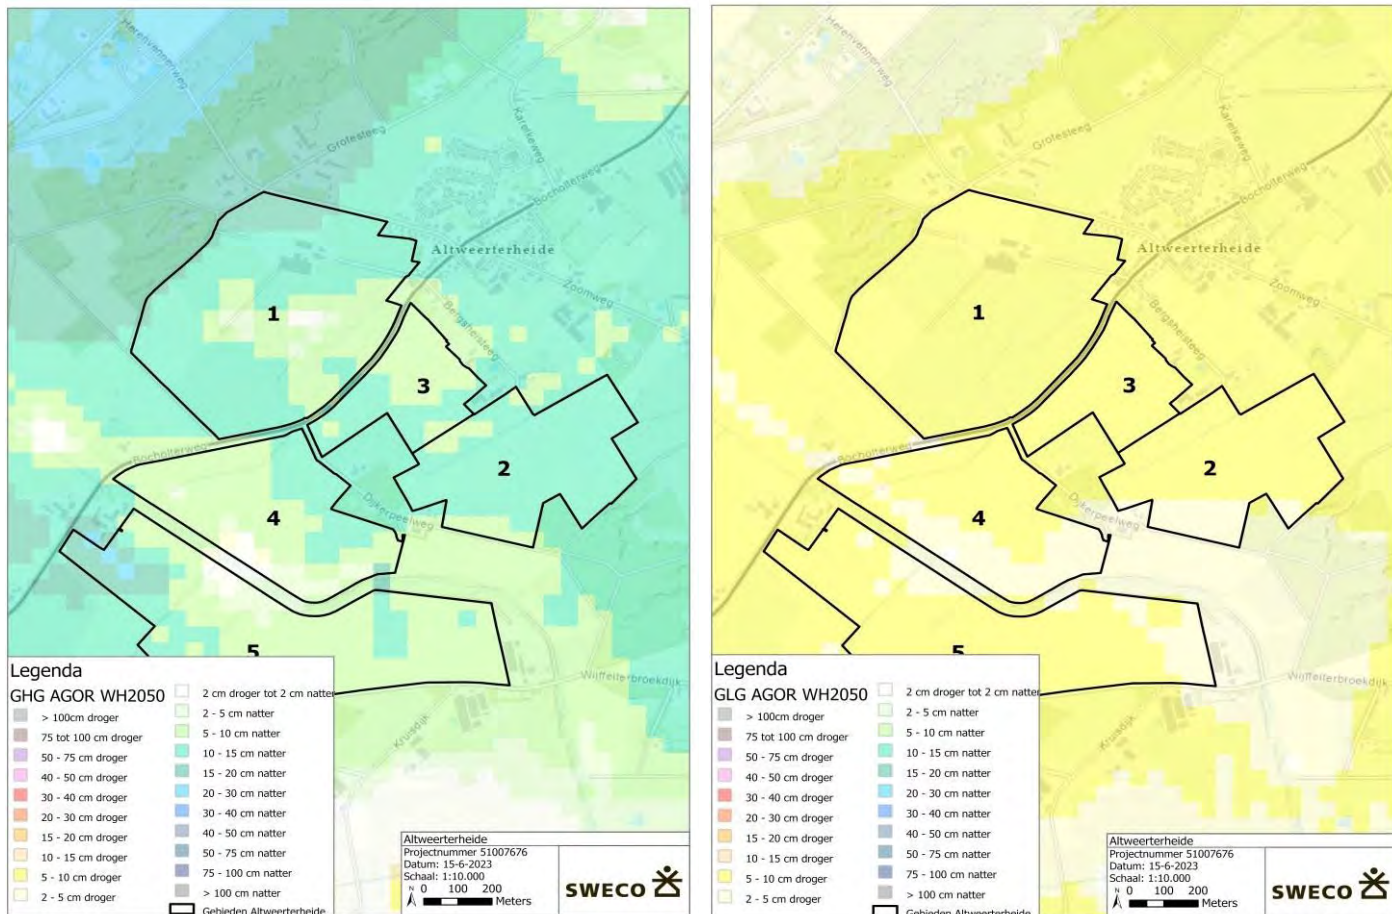 Herenvennerweg
Grotesteeg
Karelkeweg
Bocholterweg
Altweerterheide
Zoomweg
Bergshersteeg
1
3
2
Bocholterweg
4
Dijkerpeelweg
5
Wijffelterbroekdijk
Kruisdijk
Legenda
GHG AGOR WH2050
> 100cm droger
75 tot 100 cm droger
50 - 75 cm droger
40 - 50 cm droger
30 - 40 cm droger
20 - 30 cm droger
15 - 20 cm droger
10 - 15 cm droger
5 - 10 cm droger
2 - 5 cm droger
2 cm droger tot 2 cm natter
2 - 5 cm natter
5 - 10 cm natter
10 - 15 cm natter
15 - 20 cm natter
20 - 30 cm natter
30 - 40 cm natter
40 - 50 cm natter
50 - 75 cm natter
75 - 100 cm natter
> 100 cm natter
Gebieden Altweerterheide
Altweerterheide
Projectnummer 51007676
Datum: 15-6-2023
Schaal: 1:10.000
N 0 100 200
Meters
SWECO
Herenvennerweg
Grotesteeg
Karelkeweg
Bocholterweg
Altweerterheide
Zoomweg
Bergshersteeg
1
3
2
Bocholterweg
4
Dijkerpeelweg
5
Wijffelterbroekdijk
Kruisdijk
Legenda
GLG AGOR WH2050
> 100cm droger
75 tot 100 cm droger
50 - 75 cm droger
40 - 50 cm droger
30 - 40 cm droger
20 - 30 cm droger
15 - 20 cm droger
10 - 15 cm droger
5 - 10 cm droger
2 - 5 cm droger
2 cm droger tot 2 cm natter
2 - 5 cm natter
5 - 10 cm natter
10 - 15 cm natter
15 - 20 cm natter
20 - 30 cm natter
30 - 40 cm natter
40 - 50 cm natter
50 - 75 cm natter
75 - 100 cm natter
> 100 cm natter
Gebieden Altweerterheide
Altweerterheide
Projectnummer 51007676
Datum: 15-6-2023
Schaal: 1:10.000
N 0 100 200
Meters
SWECO